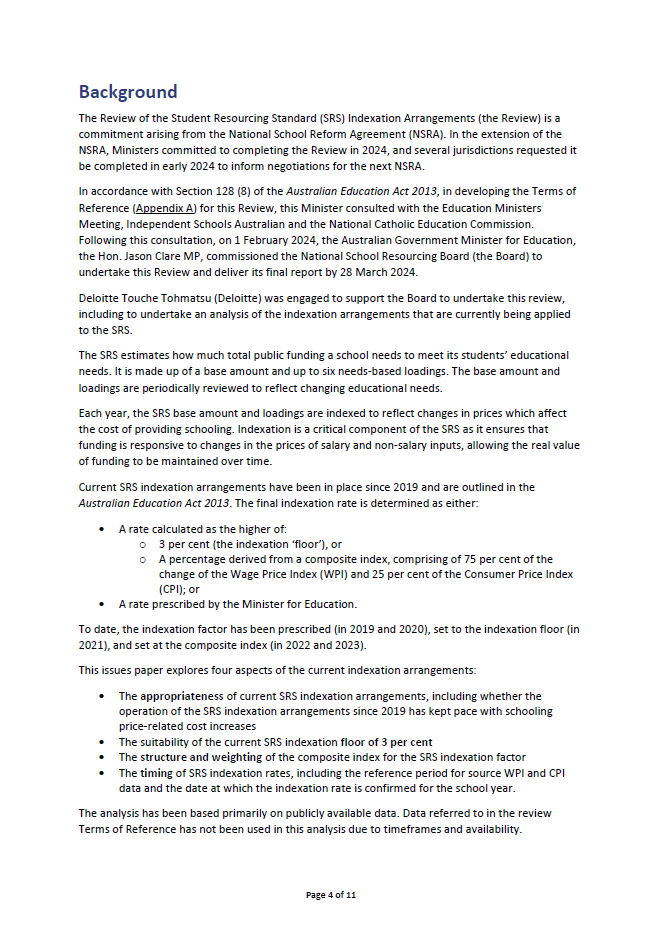 Background
The Review of the Student Resourcing Standard (SRS) Indexation Arrangements (the Review) is a
commitment arising from the National School Reform Agreement (NSRA). In the extension of the
NSRA, Ministers committed to completing the Review in 2024, and several jurisdictions requested it
be completed in early 2024 to inform negotiations for the next NSRA.
In accordance with Section 128 (8) of the Australian Education Act 2013, in developing the Terms of
Reference (Appendix A) for this Review, this Minister consulted with the Education Ministers
Meeting, Independent Schools Australian and the National Catholic Education Commission.
Following this consultation, on 1 February 2024, the Australian Government Minister for Education,
the Hon. Jason Clare MP, commissioned the National School Resourcing Board (the Board) to
undertake this Review and deliver its final report by 28 March 2024.
Deloitte Touche Tohmatsu (Deloitte) was engaged to support the Board to undertake this review,
including to undertake an analysis of the indexation arrangements that are currently being applied
to the SRS.
The SRS estimates how much total public funding a school needs to meet its students’ educational
needs. It is made up of a base amount and up to six needs-based loadings. The base amount and
loadings are periodically reviewed to reflect changing educational needs.
Each year, the SRS base amount and loadings are indexed to reflect changes in prices which affect
the cost of providing schooling. Indexation is a critical component of the SRS as it ensures that
funding is responsive to changes in the prices of salary and non-salary inputs, allowing the real value
of funding to be maintained over time.
Current SRS indexation arrangements have been in place since 2019 and are outlined in the
Australian Education Act 2013. The final indexation rate is determined as either:
• A rate calculated as the higher of:
o 3 per cent (the indexation ‘floor’), or
o A percentage derived from a composite index, comprising of 75 per cent of the
change of the Wage Price Index (WPI) and 25 per cent of the Consumer Price Index
(CPI); or
• A rate prescribed by the Minister for Education.
To date, the indexation factor has been prescribed (in 2019 and 2020), set to the indexation floor (in
2021), and set at the composite index (in 2022 and 2023).
This issues paper explores four aspects of the current indexation arrangements:
• The appropriateness of current SRS indexation arrangements, including whether the
operation of the SRS indexation arrangements since 2019 has kept pace with schooling
price-related cost increases
• The suitability of the current SRS indexation floor of 3 per cent
• The structure and weighting of the composite index for the SRS indexation factor
• The timing of SRS indexation rates, including the reference period for source WPI and CPI
data and the date at which the indexation rate is confirmed for the school year.
The analysis has been based primarily on publicly available data. Data referred to in the review
Terms of Reference has not been used in this analysis due to timeframes and availability.
Page 4 of 11